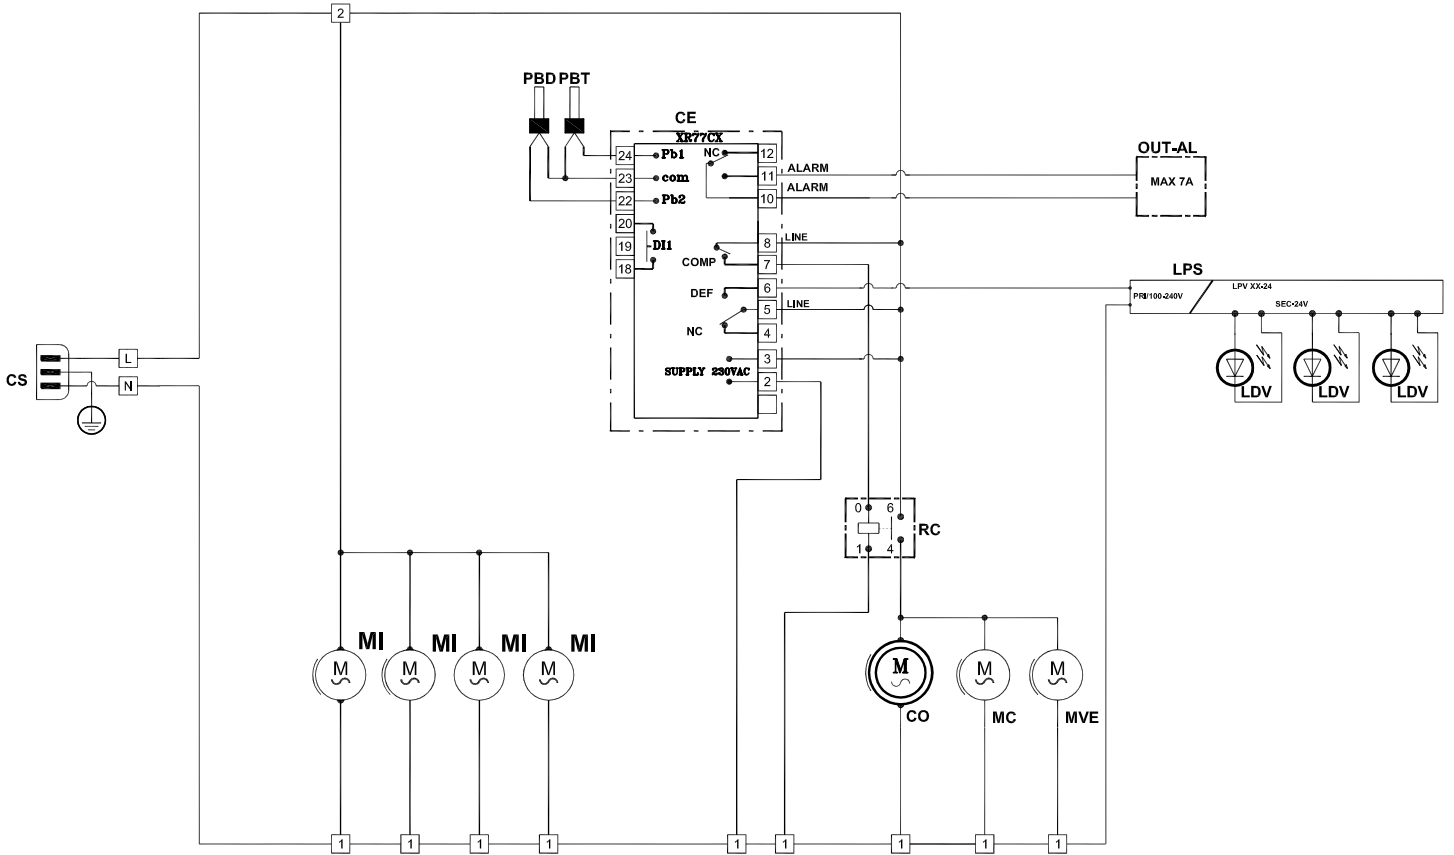 2
PBD PBT
CE
XR77CX
24 Pb1 NC 12
23 com 11 ALARM
22 Pb2 10 ALARM
OUT-AL
MAX 7A
20
19 DI1
18
8 LINE
COMP 7
DEF 6
5 LINE
NC 4
3
SUPPLY 230VAC
2
LPS
PRI/100-240V
LPV XX-24
SEC-24V
LDV LDV LDV
CS
L
N
0 6
RC
1 4
MI MI MI MI
M M M M
M M M
CO MC MVE
1 1 1 1 1 1 1 1 1